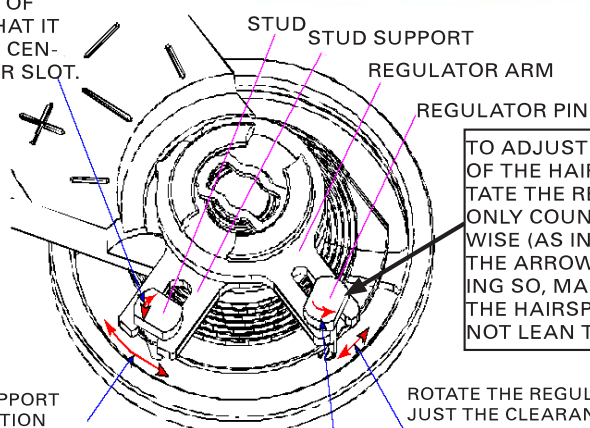 OF
HAT IT
CEN-
R SLOT.
STUD
STUD SUPPORT
REGULATOR ARM
REGULATOR PIN
TO ADJUST
OF THE HAI
TATE THE RE
ONLY COUN
WISE (AS IN
THE ARROW
ING SO, MA
THE HAIRSP
NOT LEAN T
PPORT
TION
ROTATE THE REGUL
JUST THE CLEARAN